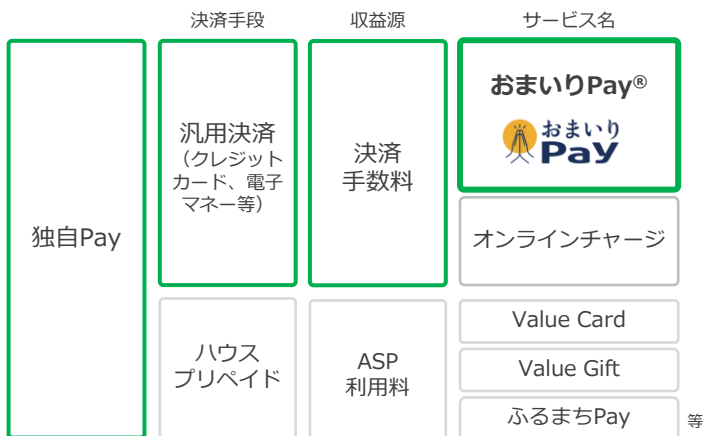 決済手段
収益源
サービス名
独自Pay
汎用決済
（クレジット
カード、電子
マネー等）
決済
手数料
おまいりPay®
おまいり
Pay
オンラインチャージ
ハウス
プリペイド
ASP
利用料
Value Card
Value Gift
ふるまちPay
等